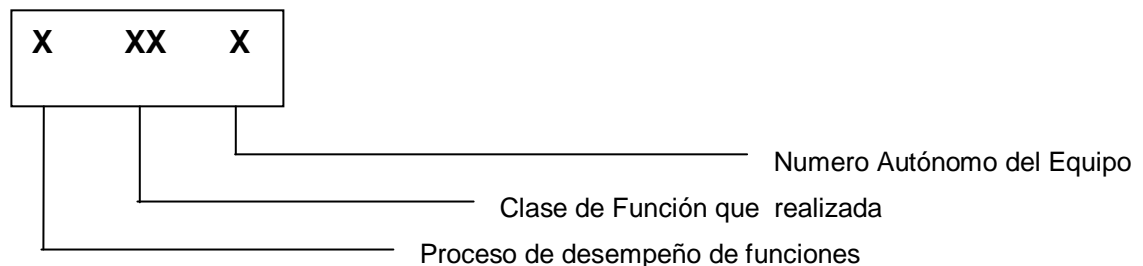 X XX X
Numero Autónomo del Equipo
Clase de Función que realizada
Proceso de desempeño de funciones